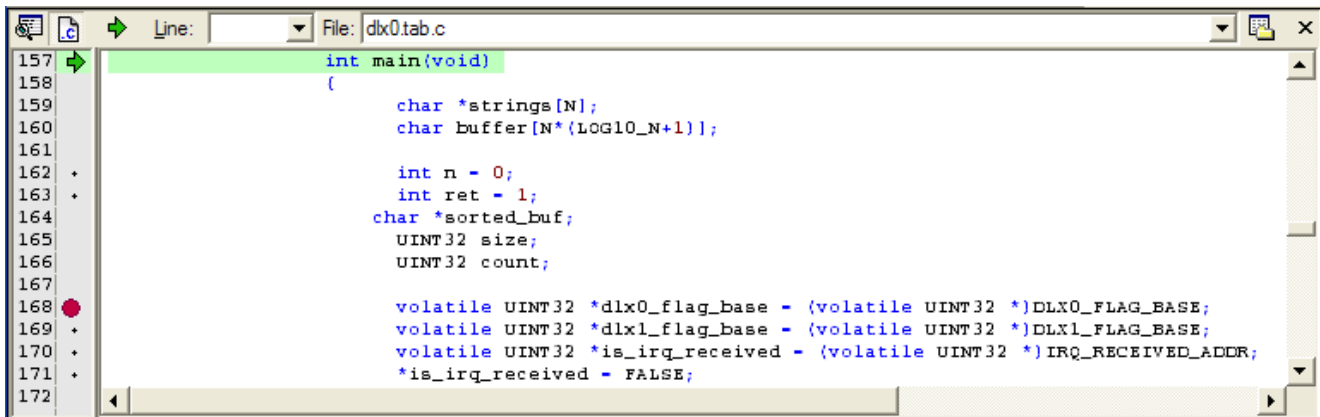 Line: File: dlx0.tab.c
157 int main(void)
158 {
159 char *strings[N];
160 char buffer[N*(LOG10_N+1)];
161
162 int n = 0;
163 int ret = 1;
164 char *sorted_buf;
165 UINT32 size;
166 UINT32 count;
167
168 volatile UINT32 *dlx0_flag_base = (volatile UINT32 *)DLX0_FLAG_BASE;
169 volatile UINT32 *dlx1_flag_base = (volatile UINT32 *)DLX1_FLAG_BASE;
170 volatile UINT32 *is_irq_received = (volatile UINT32 *)IRQ_RECEIVED_ADDR;
171 *is_irq_received = FALSE;
172